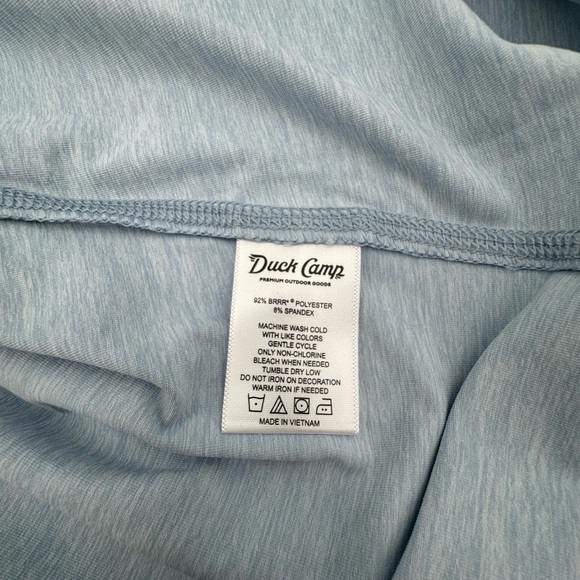 Duck Camp
PREMIUM OUTDOOR GOODS
92% BRRR°® POLYESTER
8% SPANDEX
MACHINE WASH COLD
WITH LIKE COLORS
GENTLE CYCLE
ONLY NON-CHLORINE
BLEACH WHEN NEEDED
TUMBLE DRY LOW
DO NOT IRON ON DECORATION
WARM IRON IF NEEDED
MADE IN VIETNAM